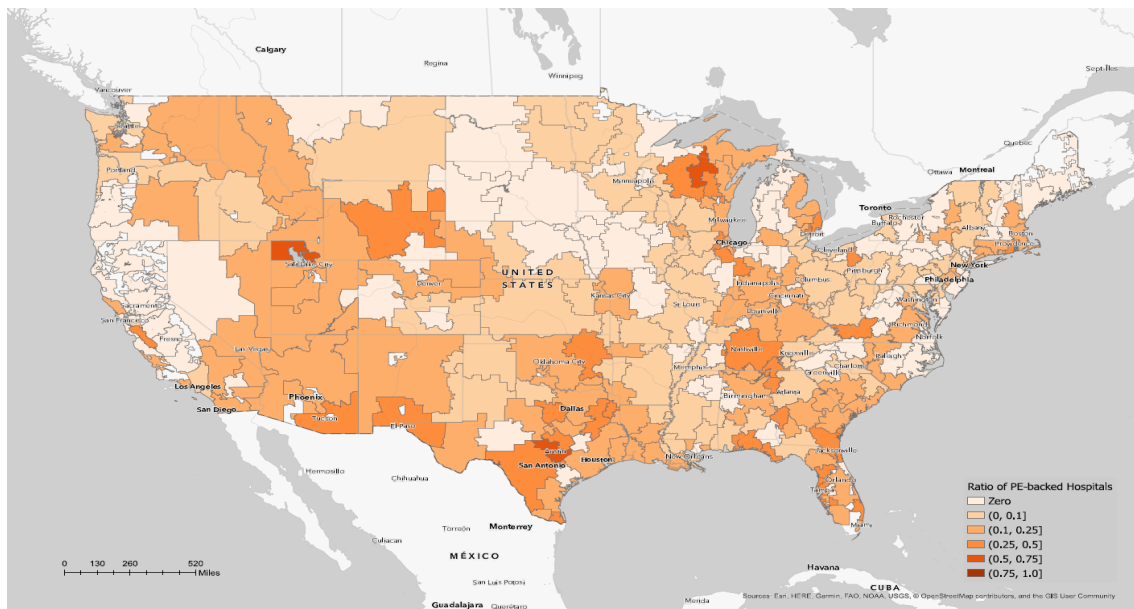 Calgary
Regina
Winnipeg
Vancouver
Septilles
Seattle
Portland
Québec
Ottawa
Montreal
Minneapolis
Toronto
Rochester
Buffalo
Albany
Boston
Providence
Milwaukee
Detroit
Chicago
Cleveland
New York
Pittsburgh
Philadelphia
Salt Lake City
UNITED
STATES
Denver
Kansas City
St Louis
Indianapolis
Columbus
Cincinnati
Washington
Louisville
Richmond
Norfolk
Sacramento
San Francisco
Fresno
Las Vegas
Nashville
Knoxville
Raleigh
Greenville
Charlotte
Oklahoma City
Memphis
Los Angeles
Phoenix
San Diego
Tucson
Atlanta
Birmingham
Dallas
El Paso
Austin
San Antonio
Houston
New Orleans
Jacksonville
Orlando
Tampa
Miami
Hermosillo
Chihuahua
Torreón
Monterrey
Culiacán
MÉXICO
San Luis Potosí
Guadalajara
Querétaro
Mérida
Havana
CUBA
Ratio of PE-backed Hospitals
Zero
(0, 0.1]
(0.1, 0.25]
(0.25, 0.5]
(0.5, 0.75]
(0.75, 1.0]
0 130 260 520
Miles
Sources: Esri, HERE, Garmin, FAO, NOAA, USGS, © OpenStreetMap contributors, and the GIS User Community